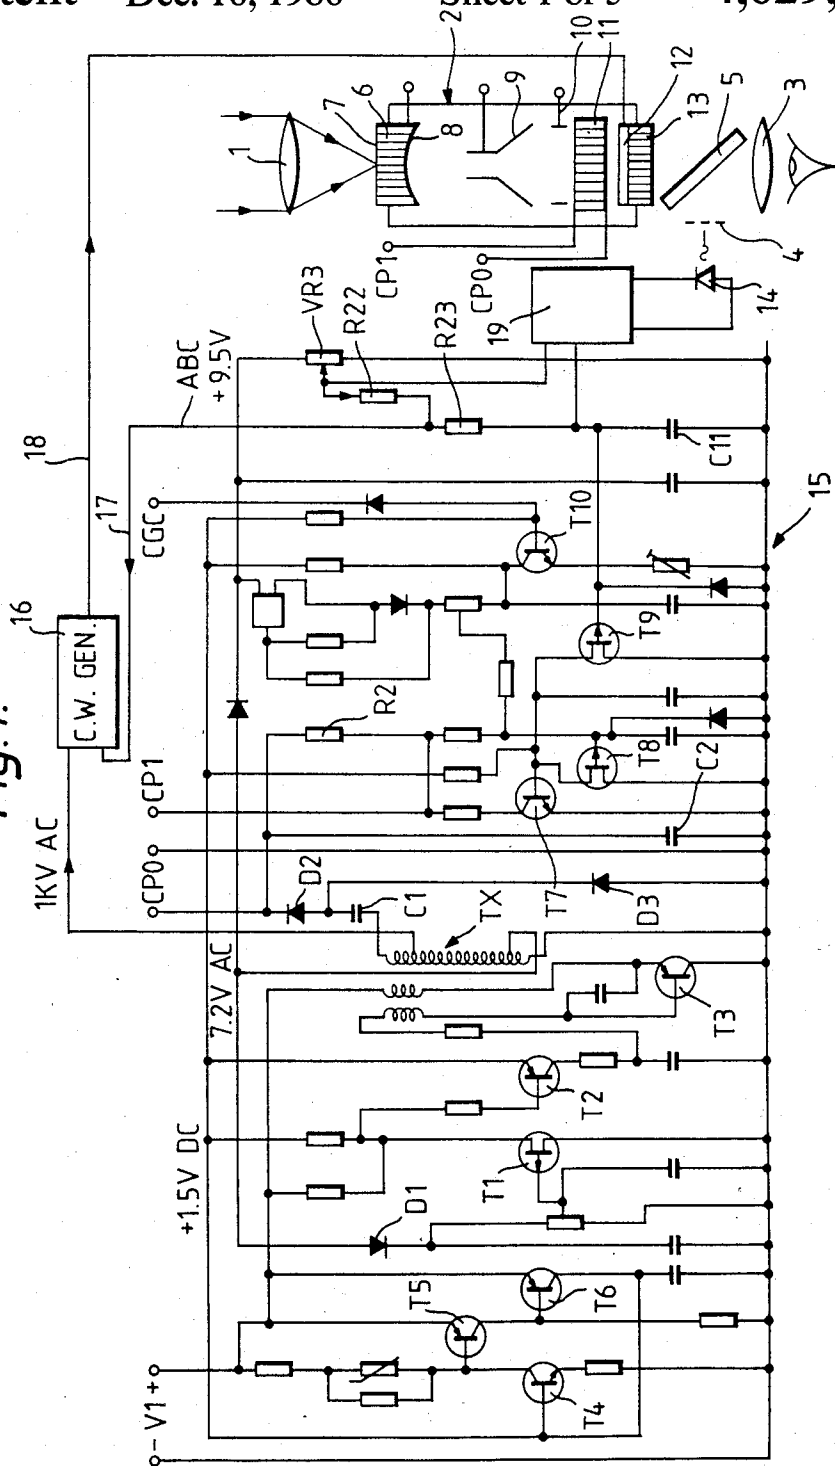 Dec. 16, 1986
Sheet 1 of 3
Fig. 1.
16
C.W. GEN.
1KV AC
17
18
ABC
+9.5V
VR3
R22
R23
CGC
CP1
CP0
R2
D2
C1
TX
D3
7.2V AC
+1.5V DC
D1
V1
+
-
T1
T2
T3
T4
T5
T6
T7
T8
T9
T10
C2
C11
15
19
14
CP1
CP0
1
2
3
4
5
6
7
8
9
10
11
12
13